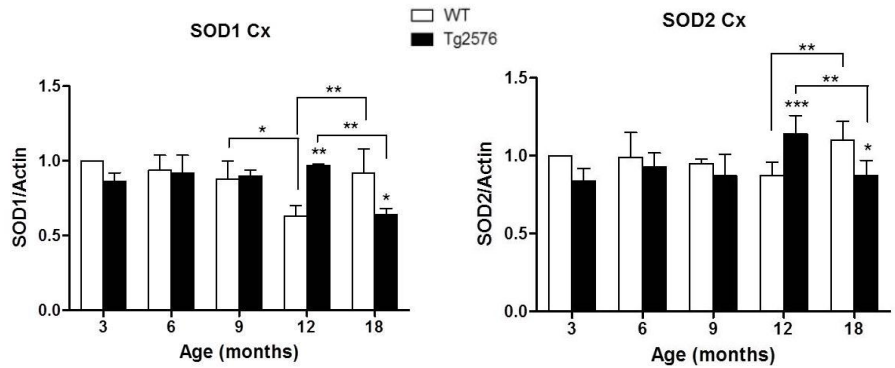 WT
Tg2576
SOD1 Cx
SOD1/Actin
1.5
1.0
0.5
0.0
*
**
**
**
*
3 6 9 12 18
Age (months)
SOD2 Cx
SOD2/Actin
1.5
1.0
0.5
0.0
**
**
***
*
3 6 9 12 18
Age (months)